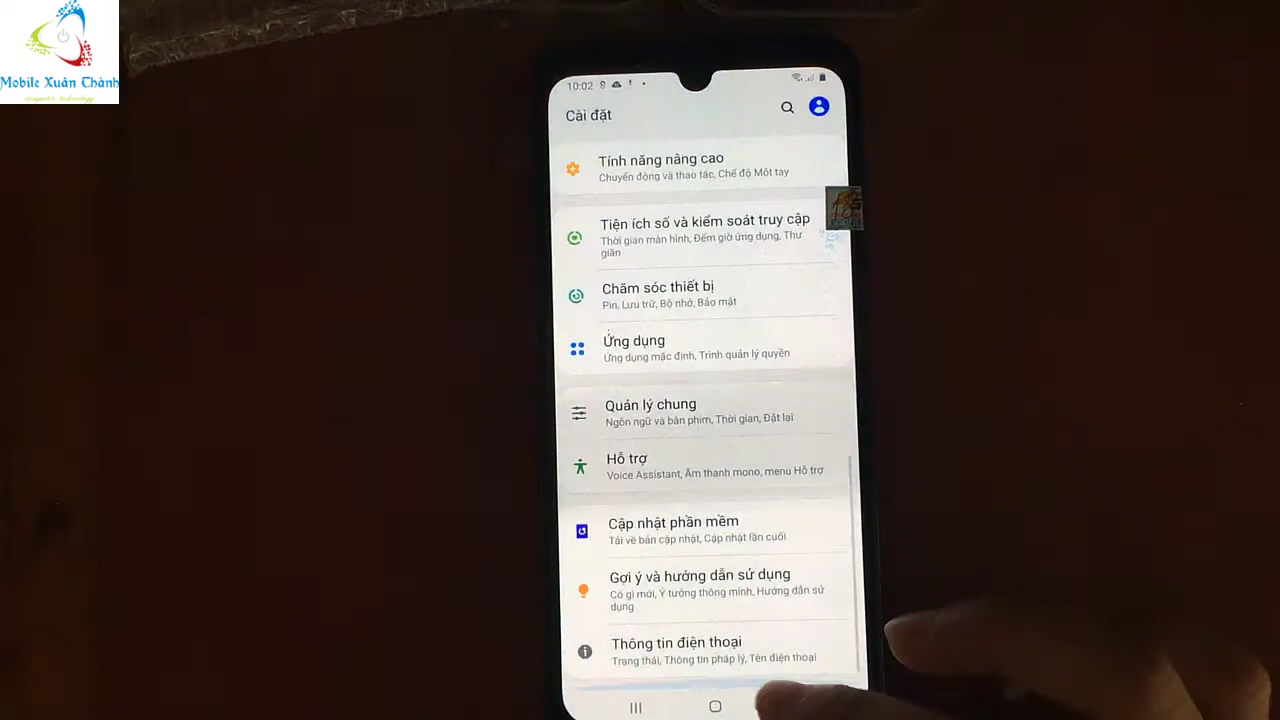 Mobile Xuân Thành
computer technology
10:02
Cài đặt
Tính năng nâng cao
Chuyển động và thao tác, Chế độ Một tay
Tiện ích số và kiểm soát truy cập
Thời gian màn hình, Đếm giờ ứng dụng, Thư
giãn
Chăm sóc thiết bị
Pin, Lưu trữ, Bộ nhớ, Bảo mật
Ứng dụng
Ứng dụng mặc định, Trình quản lý quyền
Quản lý chung
Ngôn ngữ và bàn phím, Thời gian, Đặt lại
Hỗ trợ
Voice Assistant, Âm thanh mono, menu Hỗ trợ
Cập nhật phần mềm
Tải về bản cập nhật, Cập nhật lần cuối
Gợi ý và hướng dẫn sử dụng
Có gì mới, Ý tưởng thông minh, Hướng dẫn sử
dụng
Thông tin điện thoại
Trạng thái, Thông tin pháp lý, Tên điện thoại